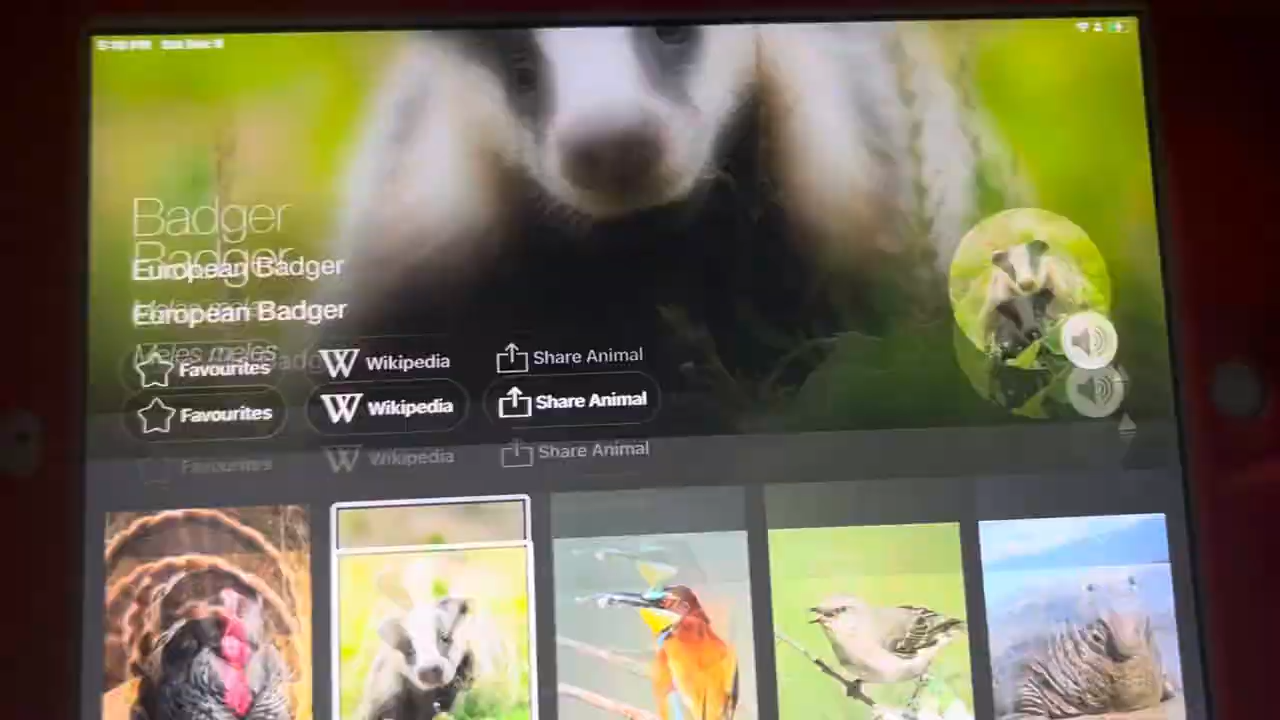 Badger
Badger
European Badger
European Badger
Meles meles
Favourites
Wikipedia
Share Animal
Favourites
Wikipedia
Share Animal
Favourites
Wikipedia
Share Animal